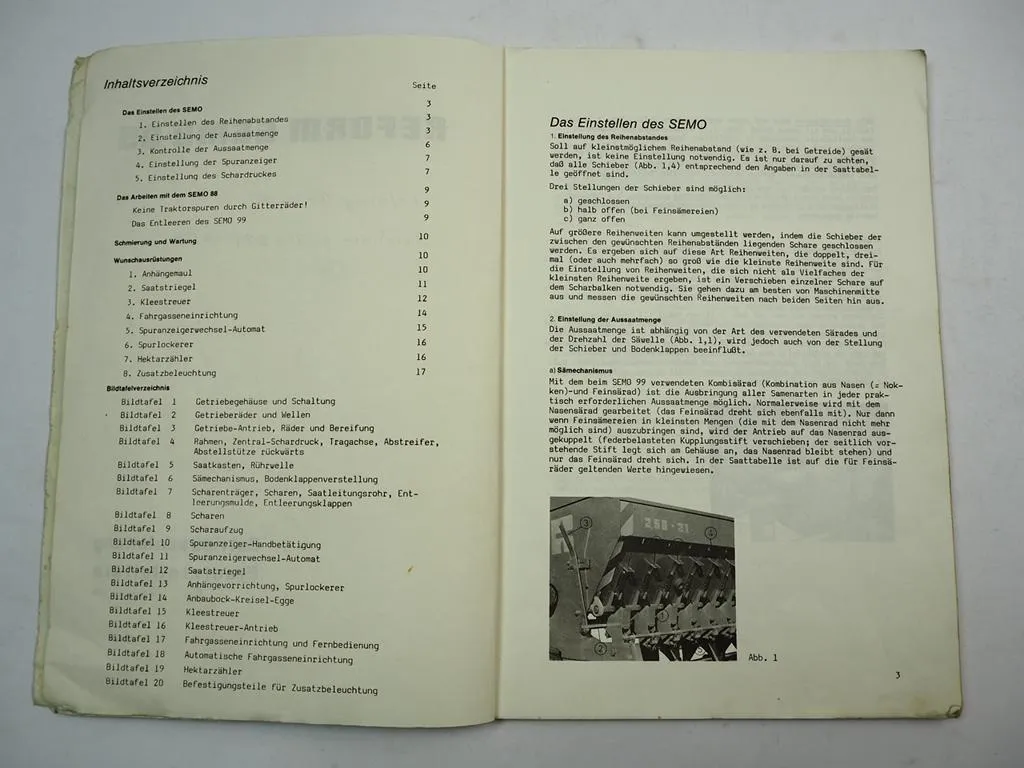 Inhaltsverzeichnis
Seite
Das Einstellen des SEMO 3
1. Einstellen des Reihenabstandes 3
2. Einstellung der Aussaatmenge 3
3. Kontrolle der Aussaatmenge 6
4. Einstellung der Spuranzeiger 7
5. Einstellung des Schardruckes 7
Das Arbeiten mit dem SEMO 88 9
Keine Traktorspuren durch Gitterräder! 9
Das Entleeren des SEMO 99 9
Schmierung und Wartung 10
Wunschausrüstungen 10
1. Anhängemaul 10
2. Saatstriegel 11
3. Kleestreuer 12
4. Fahrgasseneinrichtung 14
5. Spuranzeigerwechsel-Automat 15
6. Spurlockerer 16
7. Hektarzähler 16
8. Zusatzbeleuchtung 17
Bildtafelverzeichnis
Bildtafel 1 Getriebegehäuse und Schaltung
Bildtafel 2 Getrieberäder und Wellen
Bildtafel 3 Getriebe-Antrieb, Räder und Bereifung
Bildtafel 4 Rahmen, Zentral-Schardruck, Tragachse, Abstreifer,
Abstellstütze rückwärts
Bildtafel 5 Saatkasten, Rührwelle
Bildtafel 6 Sämechanismus, Bodenklappenverstellung
Bildtafel 7 Scharenträger, Scharen, Saatleitungsrohr, Ent-
leerungsmulde, Entleerungsklappen
Bildtafel 8 Scharen
Bildtafel 9 Scharaufzug
Bildtafel 10 Spuranzeiger-Handbetätigung
Bildtafel 11 Spuranzeigerwechsel-Automat
Bildtafel 12 Saatstriegel
Bildtafel 13 Anhängevorrichtung, Spurlockerer
Bildtafel 14 Anbaubock-Kreisel-Egge
Bildtafel 15 Kleestreuer
Bildtafel 16 Kleestreuer-Antrieb
Bildtafel 17 Fahrgasseneinrichtung und Fernbedienung
Bildtafel 18 Automatische Fahrgasseneinrichtung
Bildtafel 19 Hektarzähler
Bildtafel 20 Befestigungsteile für Zusatzbeleuchtung
Das Einstellen des SEMO
1. Einstellung des Reihenabstandes
Soll auf kleinstmöglichem Reihenabstand (wie z. B. bei Getreide) gesät
werden, ist keine Einstellung notwendig. Es ist nur darauf zu achten,
daß alle Schieber (Abb. 1,4) entsprechend den Angaben in der Saattabel-
le geöffnet sind.
Drei Stellungen der Schieber sind möglich:
a) geschlossen
b) halb offen (bei Feinsämereien)
c) ganz offen
Auf größere Reihenweiten kann umgestellt werden, indem die Schieber der
zwischen den gewünschten Reihenabständen liegenden Schare geschlossen
werden. Es ergeben sich auf diese Art Reihenweiten, die doppelt, drei-
mal (oder auch mehrfach) so groß wie die kleinste Reihenweite sind. Für
die Einstellung von Reihenweiten, die sich nicht als Vielfaches der
kleinsten Reihenweite ergeben, ist ein Verschieben einzelner Schare auf
dem Scharbalken notwendig. Sie gehen dazu am besten von Maschinenmitte
aus und messen die gewünschten Reihenweiten nach beiden Seiten hin aus.
2. Einstellung der Aussaatmenge
Die Aussaatmenge ist abhängig von der Art des verwendeten Särades und
der Drehzahl der Säwelle (Abb. 1,1), wird jedoch auch von der Stellung
der Schieber und Bodenklappen beeinflußt.
a) Sämechanismus
Mit dem beim SEMO 99 verwendeten Kombisärad (Kombination aus Nasen (= Nok-
ken)-und Feinsärad) ist die Ausbringung aller Samenarten in jeder prak-
tisch erforderlichen Aussaatmenge möglich. Normalerweise wird mit dem
Nasensärad gearbeitet (das Feinsärad dreht sich ebenfalls mit). Nur dann
wenn Feinsämereien in kleinsten Mengen (die mit dem Nasenrad nicht mehr
möglich sind) auszubringen sind, wird der Antrieb auf das Nasenrad aus-
gekuppelt (federbelasteten Kupplungsstift verschieben; der seitlich vor-
stehende Stift legt sich am Gehäuse an, das Nasenrad bleibt stehen) und
nur das Feinsärad dreht sich. In der Saattabelle ist auf die für Feinsä-
räder geltenden Werte hingewiesen.
250-21
3
4
1
2
Abb. 1
3